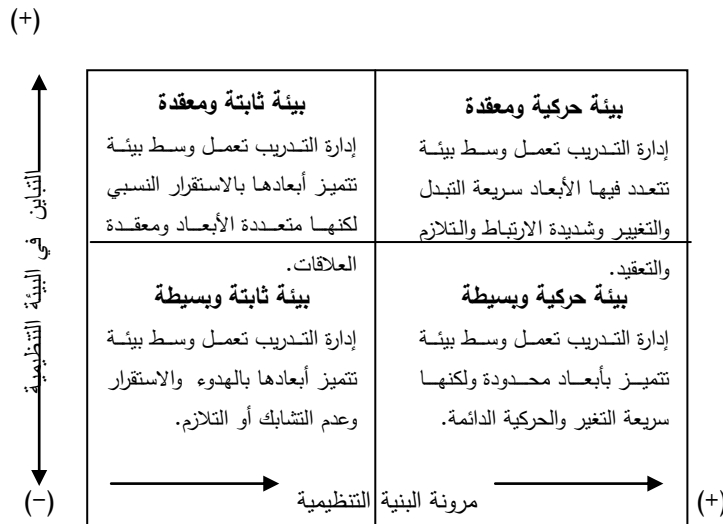 (+)
بيئة حركية ومعقدة
إدارة التدريب تعمل وسط بيئة
تتعدد فيها الأبعاد سريعة التبدل
والتغيير وشديدة الارتباط والتلازم
والتعقيد.
بيئة ثابتة ومعقدة
إدارة التدريب تعمل وسط بيئة
تتميز أبعادها بالاستقرار النسبي
لكنها متعددة الأبعاد ومعقدة
العلاقات.
بيئة حركية وبسيطة
إدارة التدريب تعمل وسط بيئة
تتميز بأبعاد محدودة ولكنها
سريعة التغير والحركية الدائمة.
بيئة ثابتة وبسيطة
إدارة التدريب تعمل وسط بيئة
تتميز أبعادها بالهدوء والاستقرار
وعدم التشابك أو التلازم.
التباين في البيئة التنظيمية
(−)
مرونة البنية التنظيمية
(+)